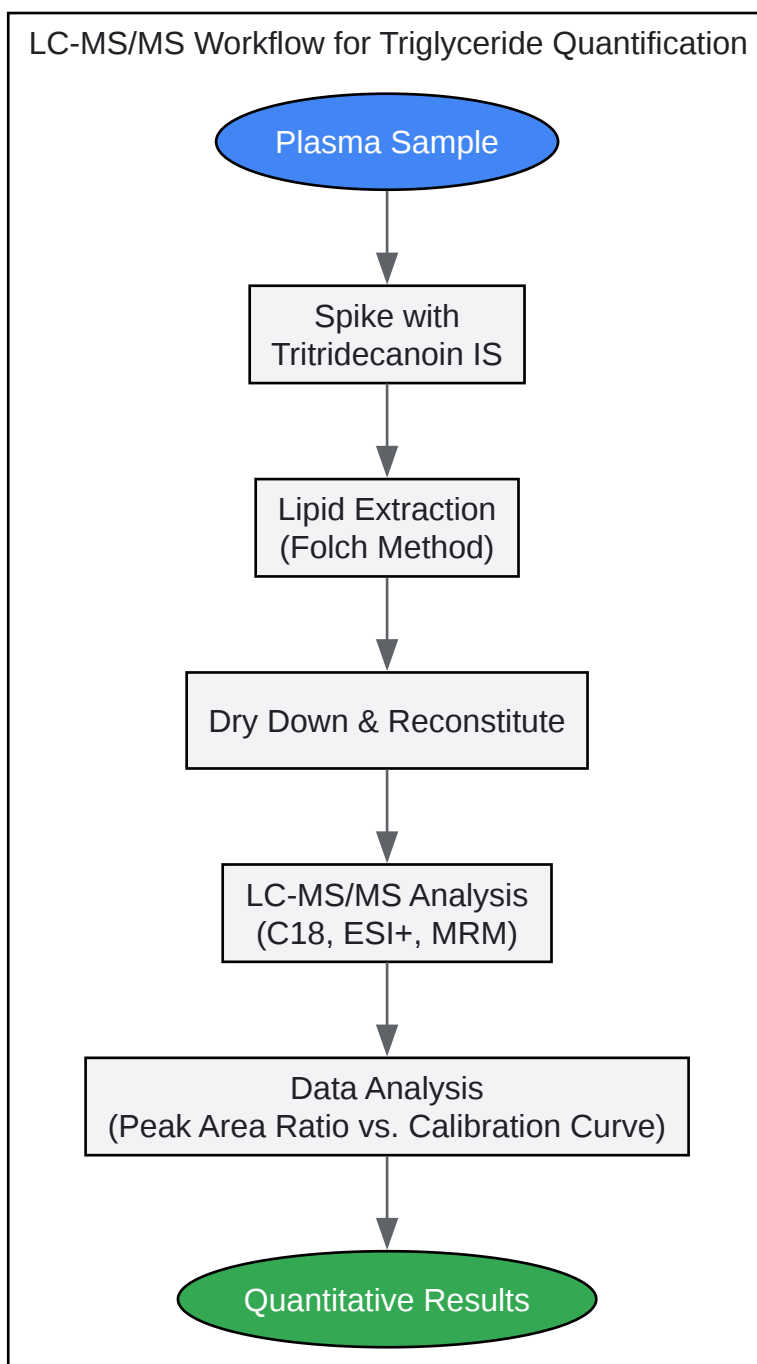 LC-MS/MS Workflow for Triglyceride Quantification
Plasma Sample
Spike with
Tritridecanoin IS
Lipid Extraction
(Folch Method)
Dry Down & Reconstitute
LC-MS/MS Analysis
(C18, ESI+, MRM)
Data Analysis
(Peak Area Ratio vs. Calibration Curve)
Quantitative Results